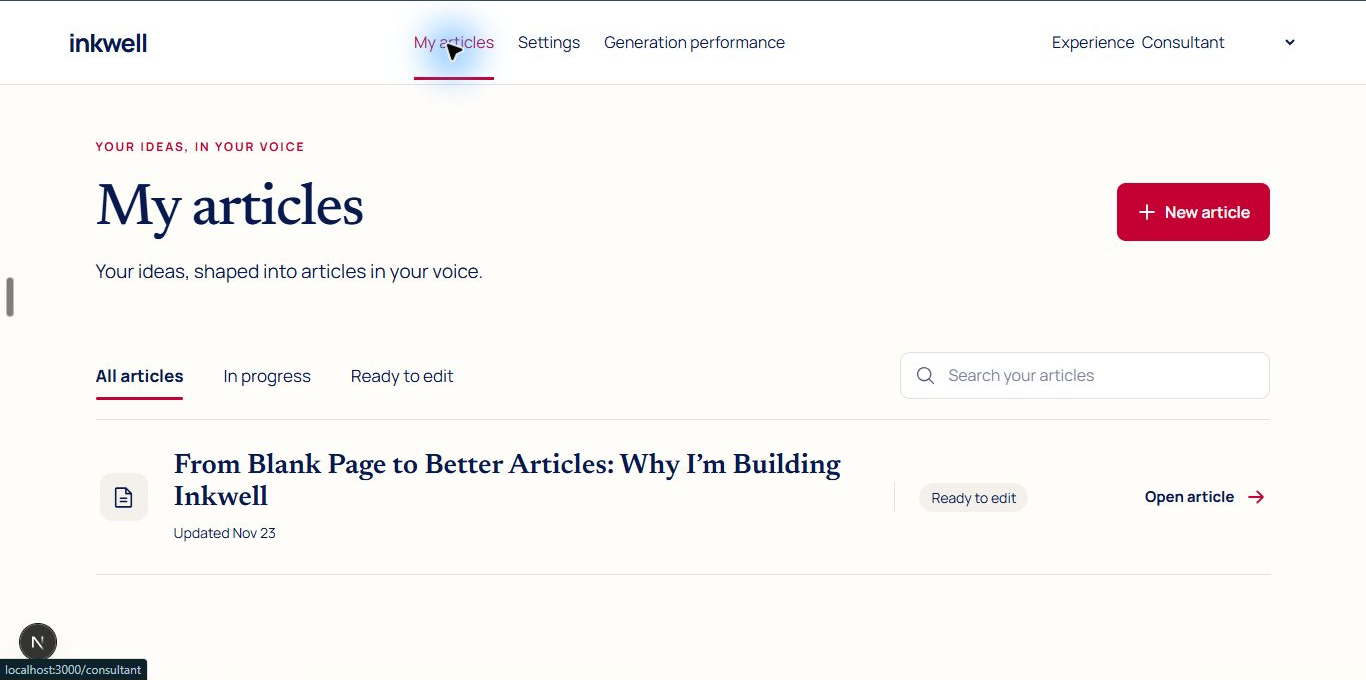 inkwell
My articles
Settings
Generation performance
Experience Consultant
YOUR IDEAS, IN YOUR VOICE
My articles
New article
Your ideas, shaped into articles in your voice.
All articles
In progress
Ready to edit
Search your articles
From Blank Page to Better Articles: Why I’m Building
Inkwell
Updated Nov 23
Ready to edit
Open article
N
localhost:3000/consultant